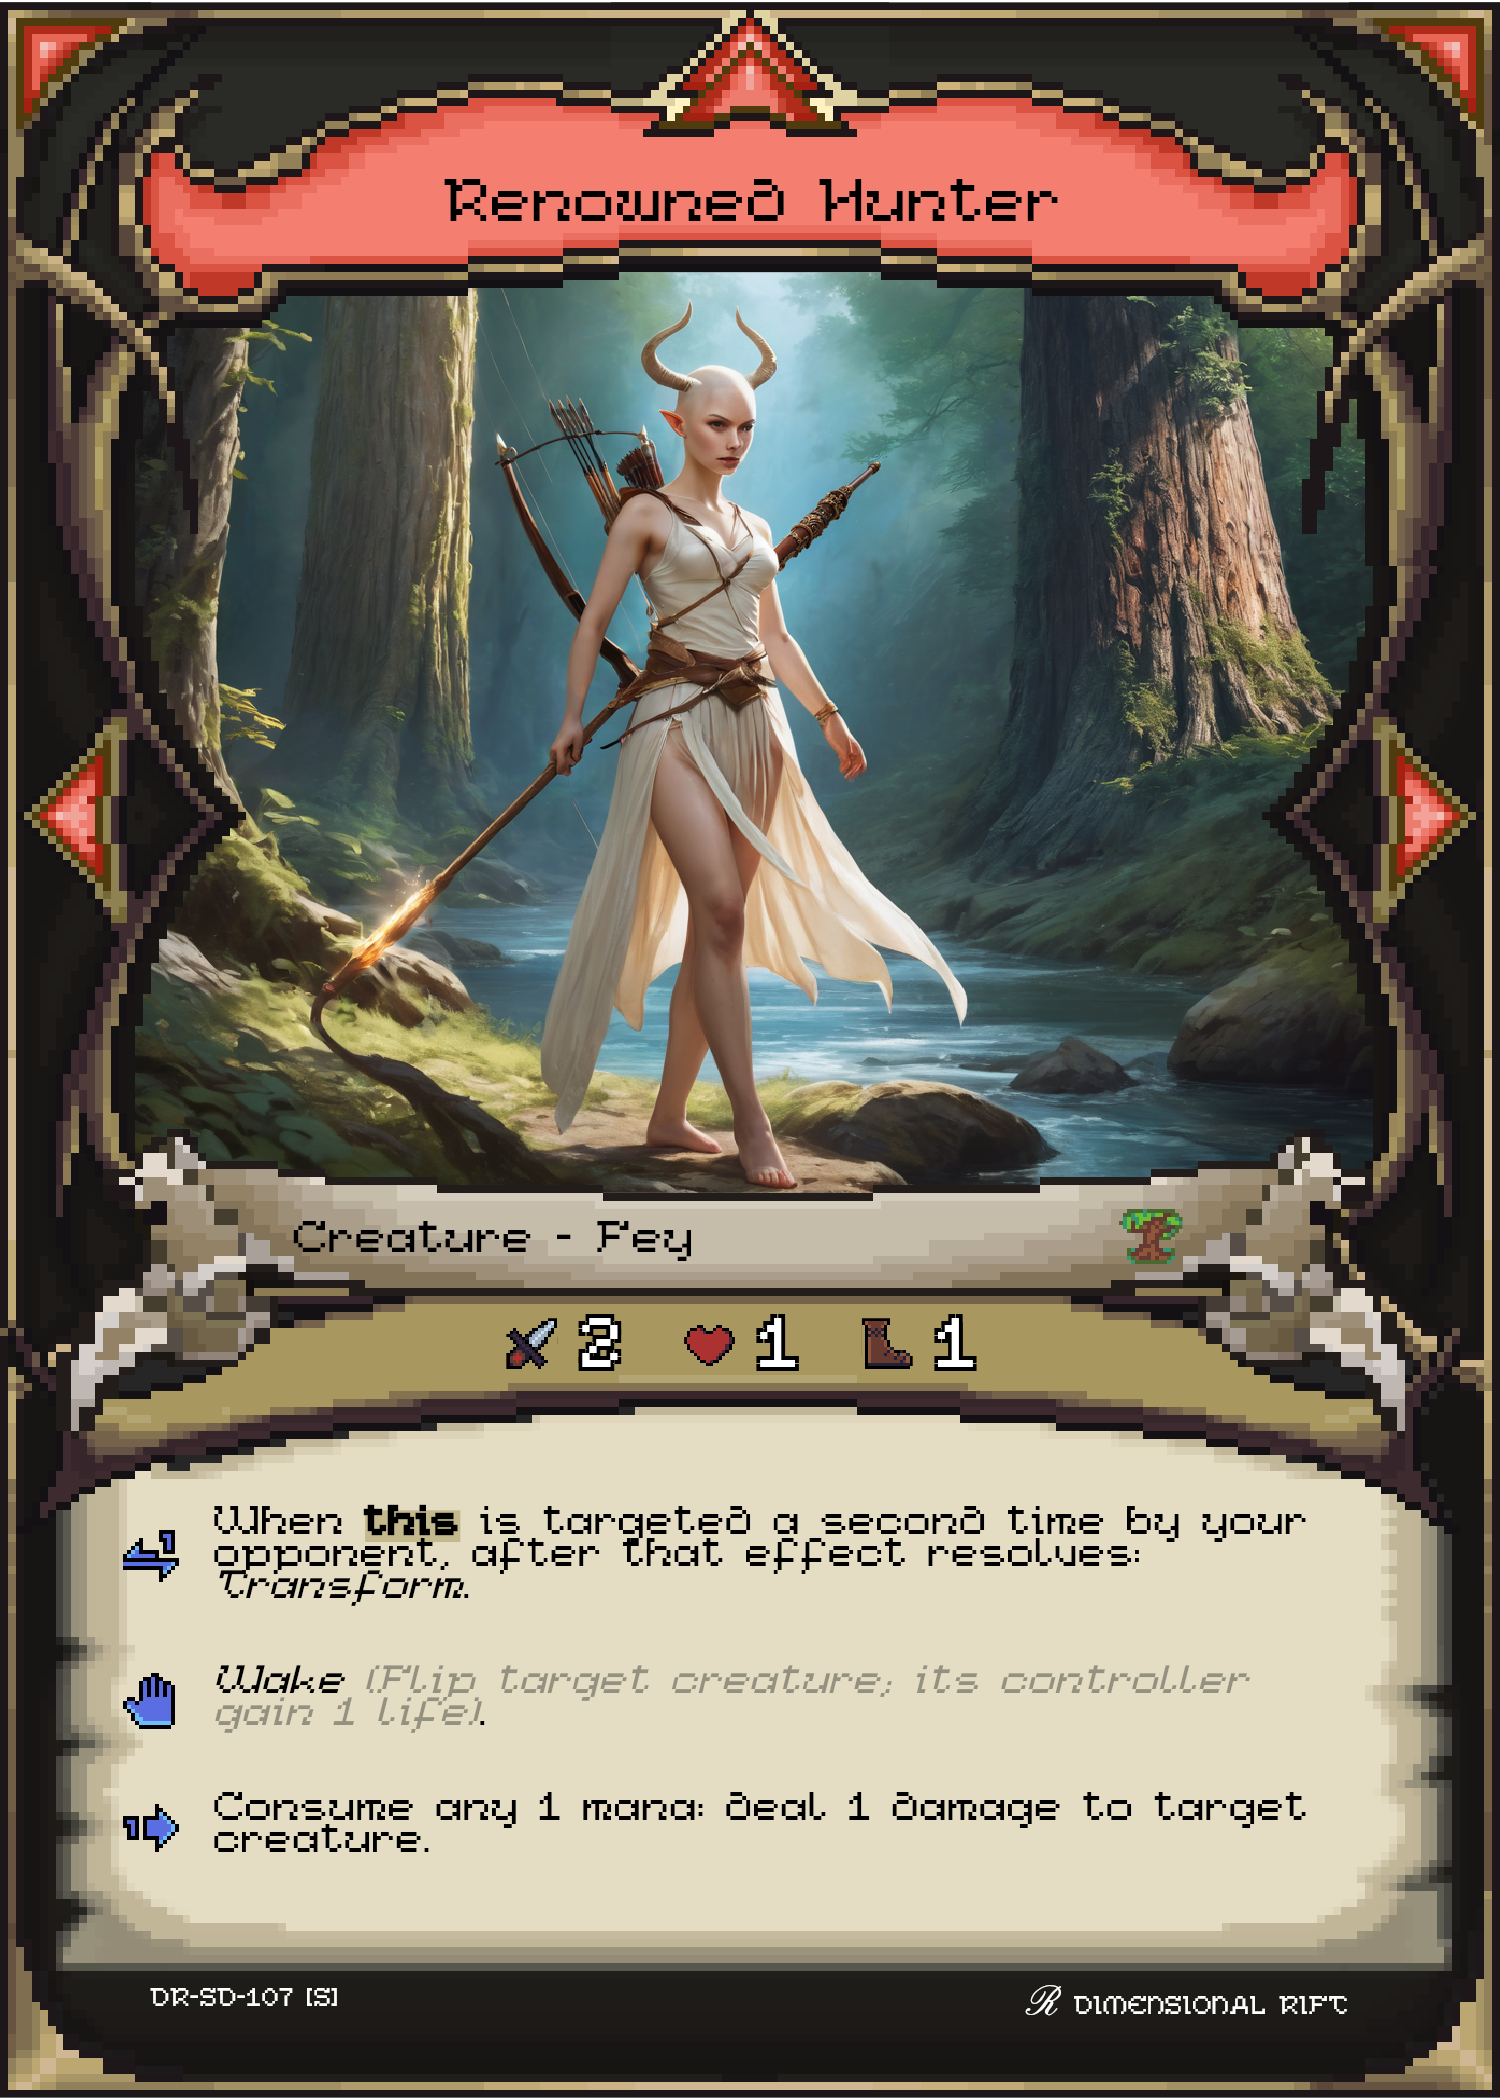 Renowned Hunter
Creature - Fey
2 1 1
When this is targeted a second time by your
opponent, after that effect resolves:
Transform.
Wake (Flip target creature; its controller
gain 1 life).
Consume any 1 mana: deal 1 damage to target
creature.
DR-SD-107 [S]
R DIMENSIONAL RIFT